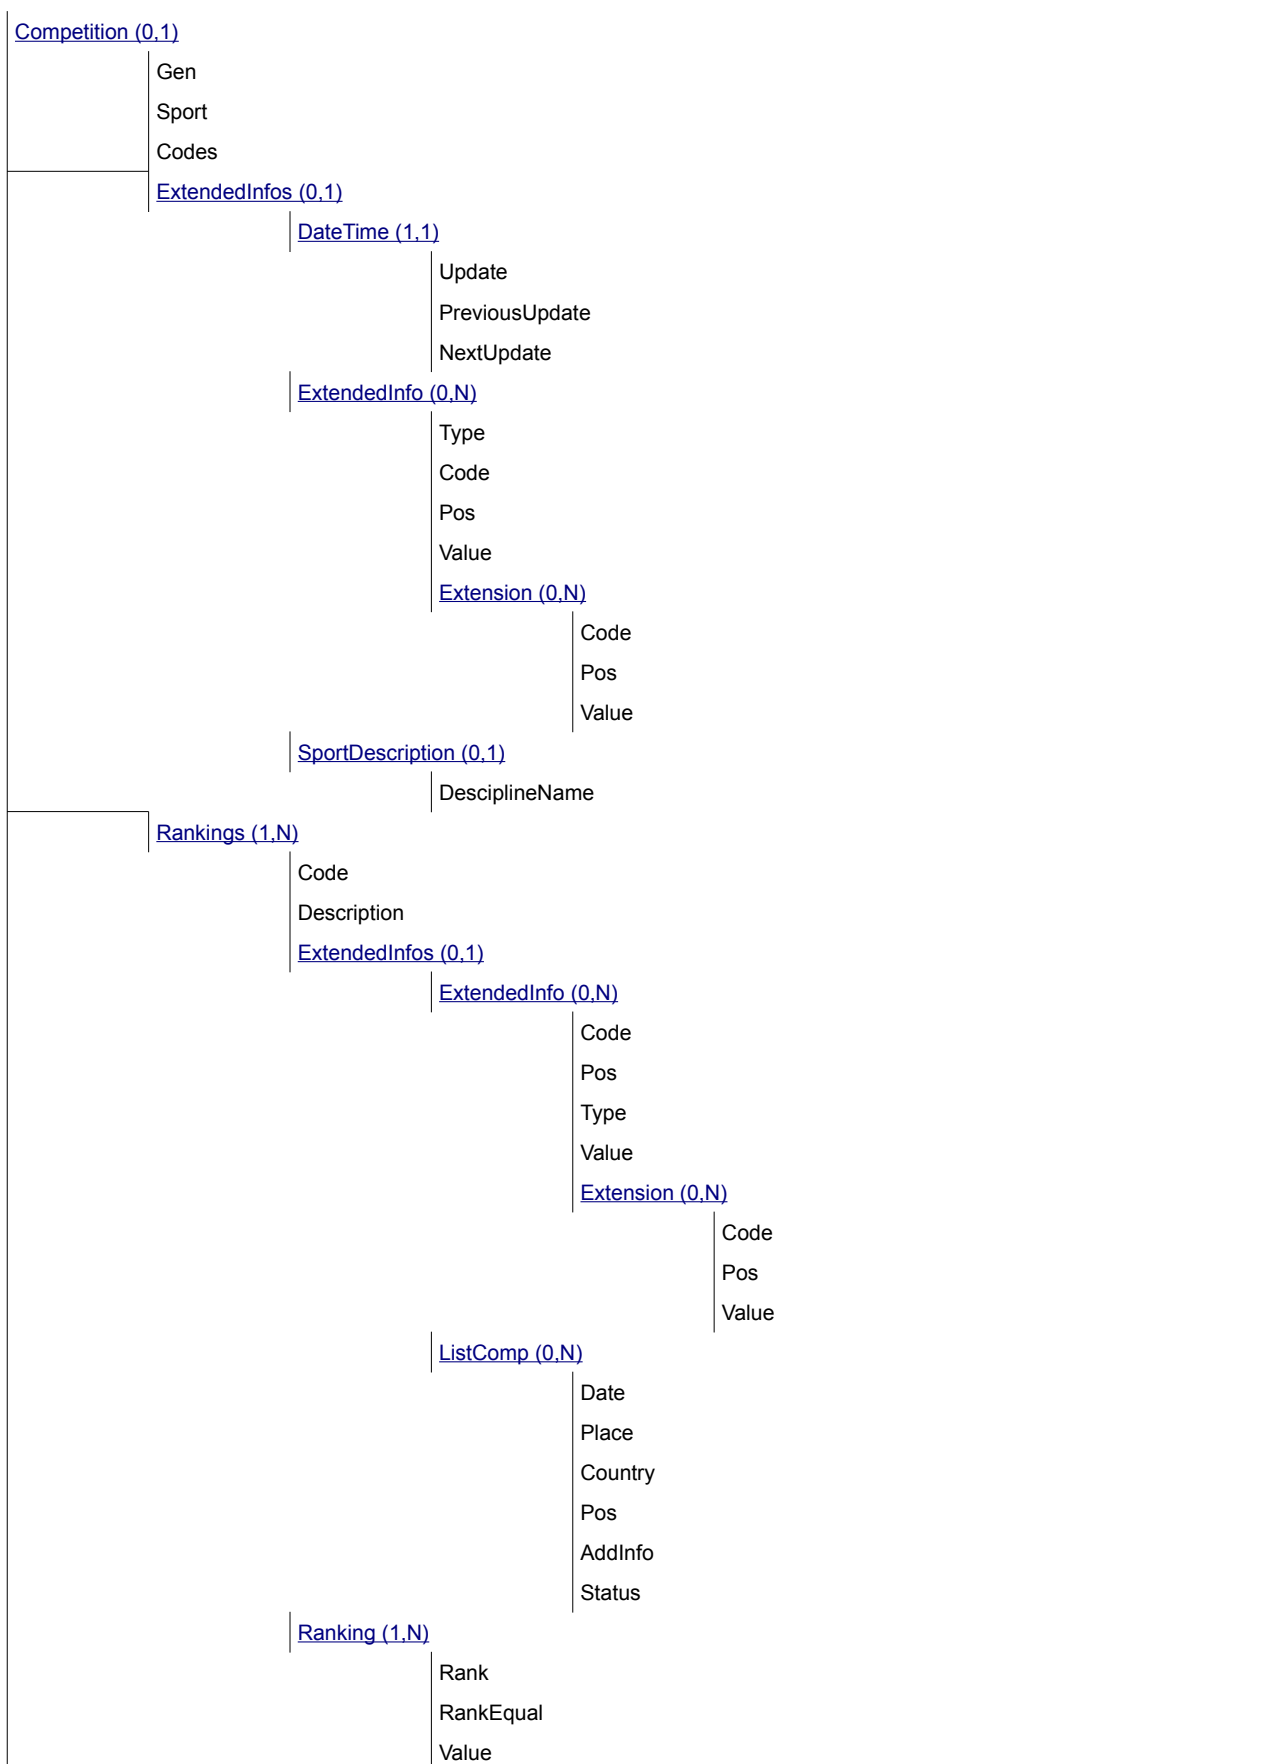 Competition (0,1)
Gen
Sport
Codes
ExtendedInfos (0,1)
DateTime (1,1)
Update
PreviousUpdate
NextUpdate
ExtendedInfo (0,N)
Type
Code
Pos
Value
Extension (0,N)
Code
Pos
Value
SportDescription (0,1)
DesciplineName
Rankings (1,N)
Code
Description
ExtendedInfos (0,1)
ExtendedInfo (0,N)
Code
Pos
Type
Value
Extension (0,N)
Code
Pos
Value
ListComp (0,N)
Date
Place
Country
Pos
AddInfo
Status
Ranking (1,N)
Rank
RankEqual
Value